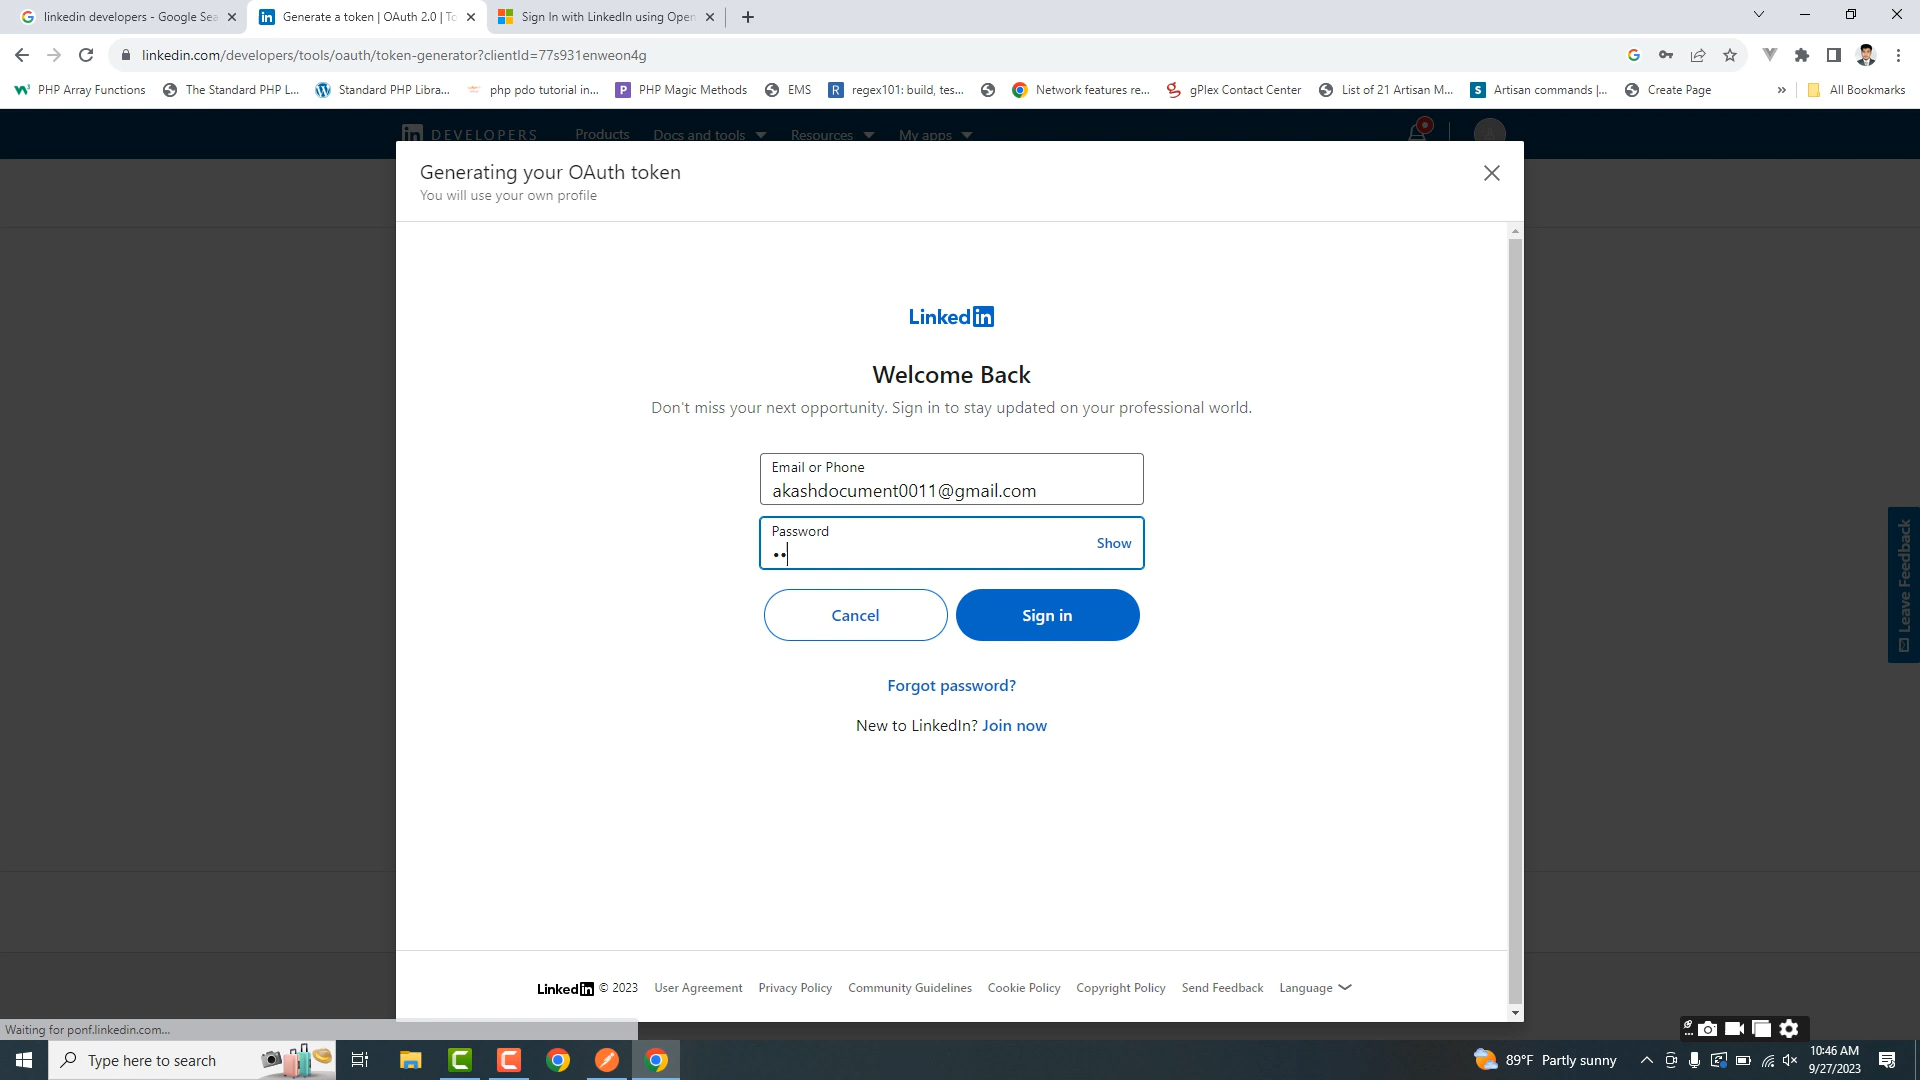 linkedin developers - Google Sea
Generate a token | OAuth 2.0 | To
Sign In with LinkedIn using Open
linkedin.com/developers/tools/oauth/token-generator?clientId=77s931enweon4g
PHP Array Functions
The Standard PHP L...
Standard PHP Libra...
php pdo tutorial in...
PHP Magic Methods
EMS
regex101: build, tes...
Network features re...
gPlex Contact Center
List of 21 Artisan M...
Artisan commands |...
Create Page
»
All Bookmarks
in DEVELOPERS
Products
Docs and tools
Resources
My apps
Generating your OAuth token
You will use your own profile
Linked in
Welcome Back
Don't miss your next opportunity. Sign in to stay updated on your professional world.
Email or Phone
akashdocument0011@gmail.com
Password
••
Show
Cancel
Sign in
Forgot password?
New to LinkedIn? Join now
Leave Feedback
Linked in © 2023
User Agreement
Privacy Policy
Community Guidelines
Cookie Policy
Copyright Policy
Send Feedback
Language
Waiting for ponf.linkedin.com...
Type here to search
89°F Partly sunny
10:46 AM
9/27/2023